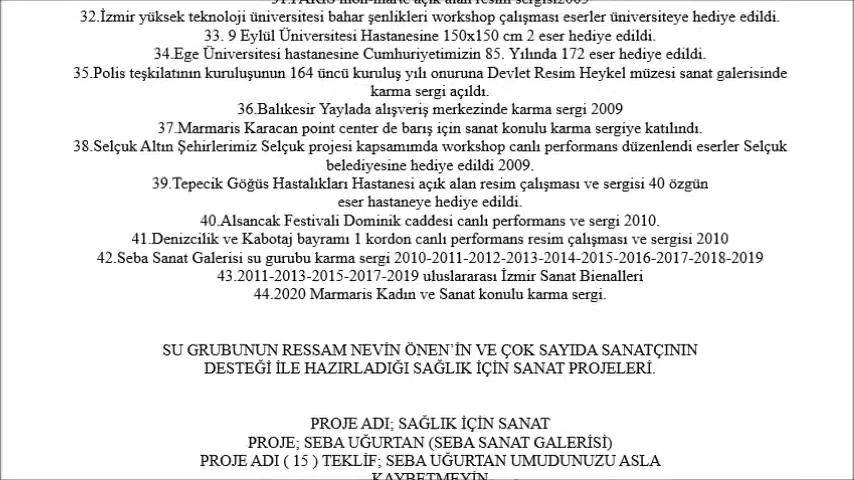 31.PARİS mon-marte açık alan resim sergisi2009
32.İzmir yüksek teknoloji üniversitesi bahar şenlikleri workshop çalışması eserler üniversiteye hediye edildi.
33. 9 Eylül Üniversitesi Hastanesine 150x150 cm 2 eser hediye edildi.
34.Ege Üniversitesi hastanesine Cumhuriyetimizin 85. Yılında 172 eser hediye edildi.
35.Polis teşkilatının kuruluşunun 164 üncü kuruluş yılı onuruna Devlet Resim Heykel müzesi sanat galerisinde
karma sergi açıldı.
36.Balıkesir Yaylada alışveriş merkezinde karma sergi 2009
37.Marmaris Karacan point center de barış için sanat konulu karma sergiye katılındı.
38.Selçuk Altın Şehirlerimiz Selçuk projesi kapsamımda workshop canlı performans düzenlendi eserler Selçuk
belediyesine hediye edildi 2009.
39.Tepecik Göğüs Hastalıkları Hastanesi açık alan resim çalışması ve sergisi 40 özgün
eser hastaneye hediye edildi.
40.Alsancak Festivali Dominik caddesi canlı performans ve sergi 2010.
41.Denizcilik ve Kabotaj bayramı 1 kordon canlı performans resim çalışması ve sergisi 2010
42.Seba Sanat Galerisi su gurubu karma sergi 2010-2011-2012-2013-2014-2015-2016-2017-2018-2019
43.2011-2013-2015-2017-2019 uluslararası İzmir Sanat Bienalleri
44.2020 Marmaris Kadın ve Sanat konulu karma sergi.
SU GRUBUNUN RESSAM NEVİN ÖNEN’İN VE ÇOK SAYIDA SANATÇININ
DESTEĞİ İLE HAZIRLADIĞI SAĞLIK İÇİN SANAT PROJELERİ.
PROJE ADI; SAĞLIK İÇİN SANAT
PROJE; SEBA UĞURTAN (SEBA SANAT GALERİSİ)
PROJE ADI ( 15 ) TEKLİF; SEBA UĞURTAN UMUDUNUZU ASLA
KAYBETMEYİN